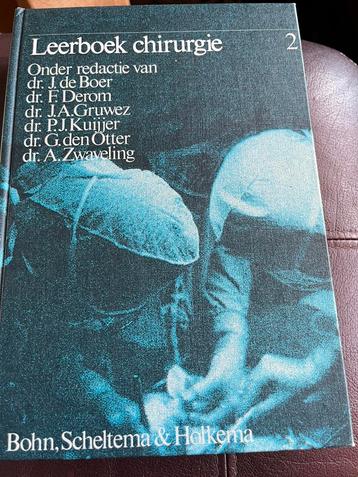 Leerboek chirurgie 2
Onder redactie van
dr. J. de Boer
dr. F. Derom
dr. J.A. Gruwez
dr. P.J. Kuijjer
dr. G. den Otter
dr. A. Zwaveling
Bohn, Scheltema & Holkema